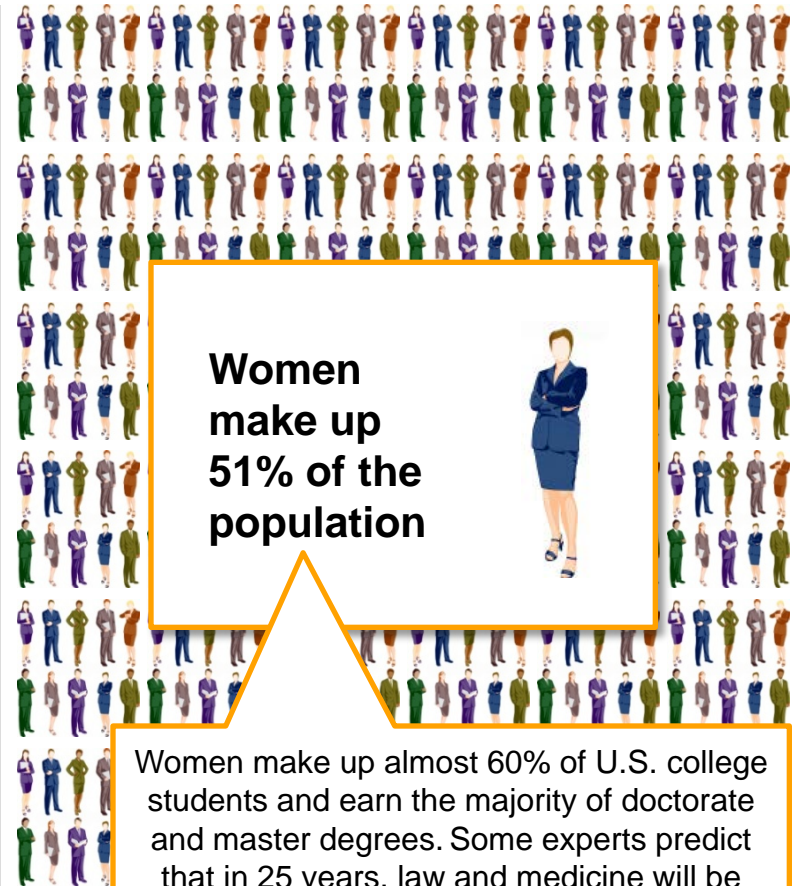 Women
make up
51% of the
population
Women make up almost 60% of U.S. college
students and earn the majority of doctorate
and master degrees. Some experts predict
that in 25 years, law and medicine will be